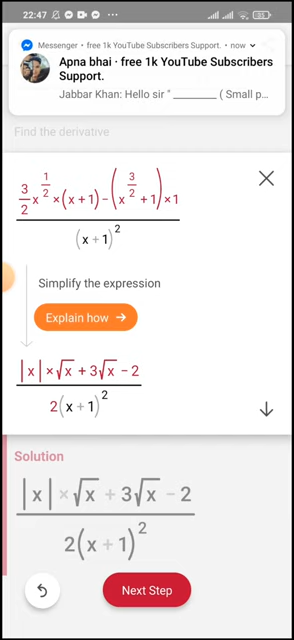 22:47 ... 85
Messenger • free 1k YouTube Subscribers Support. • now
Apna bhai · free 1k YouTube Subscribers
Support.
Jabbar Khan: Hello sir " ________ ( Small p...
Find the derivative
(3/2 x^(1/2) × (x + 1) − (x^(3/2) + 1) × 1) / (x + 1)^2
Simplify the expression
Explain how →
(|x| × √x + 3√x − 2) / (2(x + 1)^2)
Solution
(|x| × √x + 3√x − 2) / (2(x + 1)^2)
Next Step